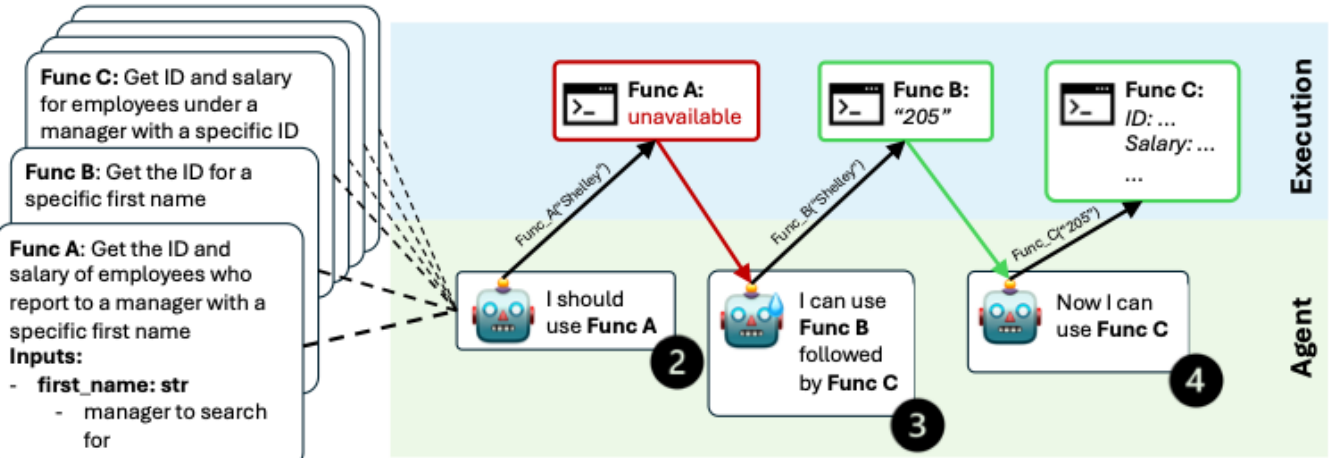 Func C: Get ID and salary
for employees under a
manager with a specific ID
Func B: Get the ID for a
specific first name
Func A: Get the ID and
salary of employees who
report to a manager with a
specific first name
Inputs:
- first_name: str
- manager to search
for
Func A:
unavailable
Func B:
"205"
Func C:
ID: ...
Salary: ...
...
Execution
Func_A("Shelley")
Func_B("Shelley")
Func_C("205")
I should
use Func A
2
I can use
Func B
followed
by Func C
3
Now I can
use Func C
4
Agent